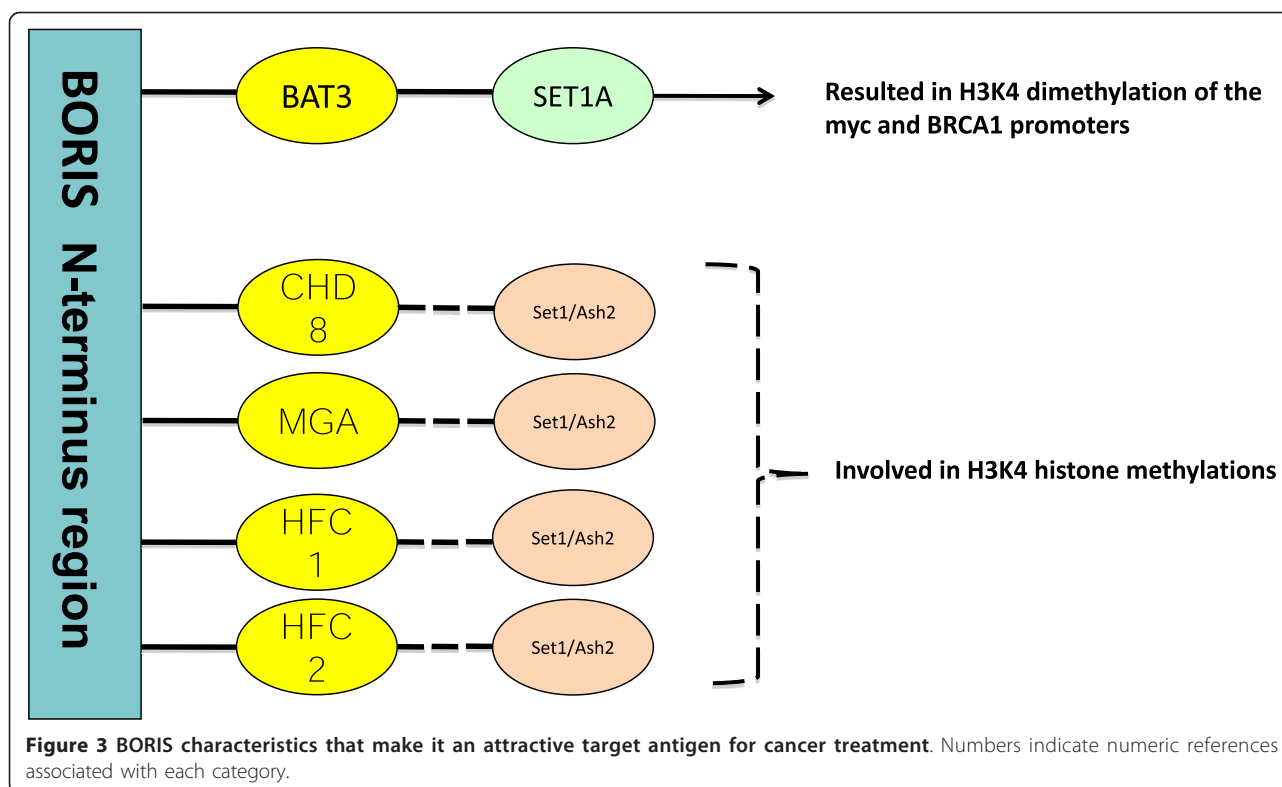 BORIS N-terminus region
BAT3
SET1A
Resulted in H3K4 dimethylation of the
myc and BRCA1 promoters
CHD
8
Set1/Ash2
MGA
Set1/Ash2
HFC
1
Set1/Ash2
HFC
2
Set1/Ash2
Involved in H3K4 histone methylations
Figure 3 BORIS characteristics that make it an attractive target antigen for cancer treatment. Numbers indicate numeric references
associated with each category.